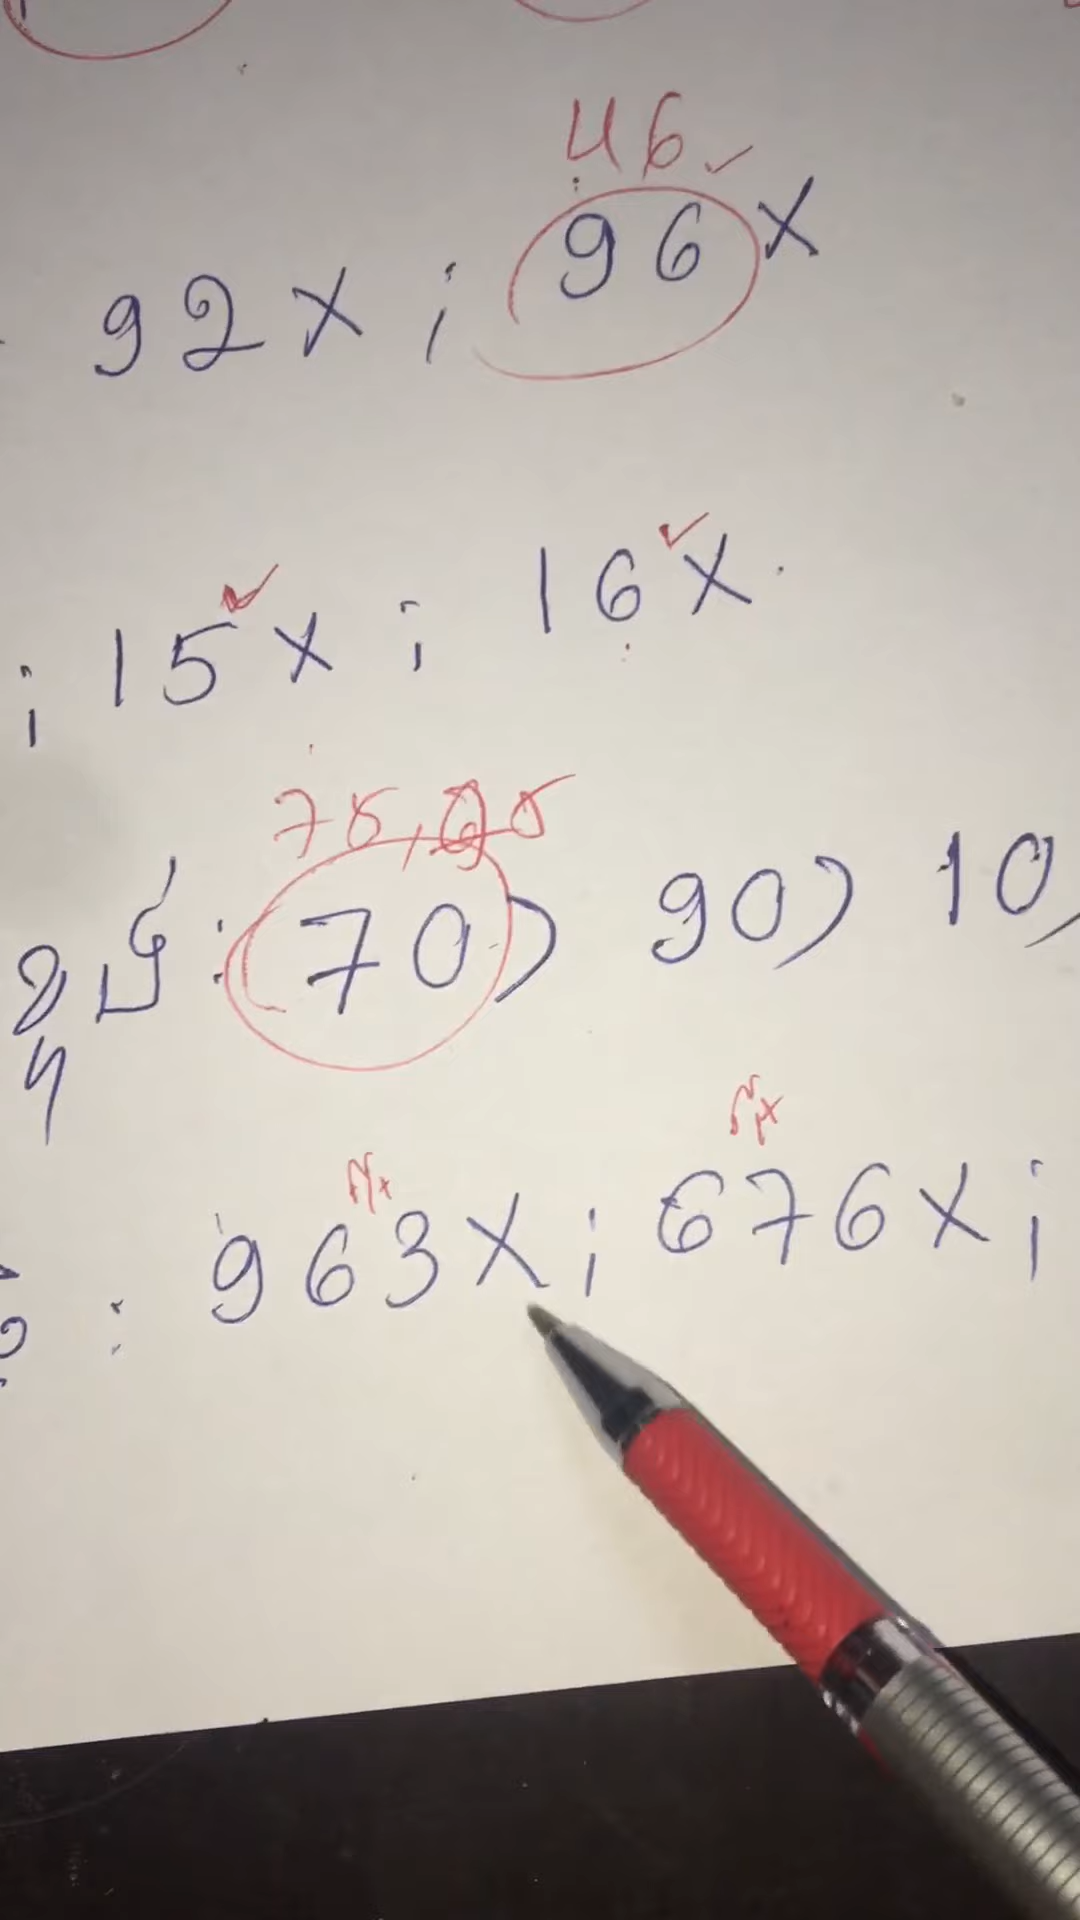 46
92X ; 96X
; 15X ; 16X
75,95
: 70) 90) 10,
: 963X ; 676X ;